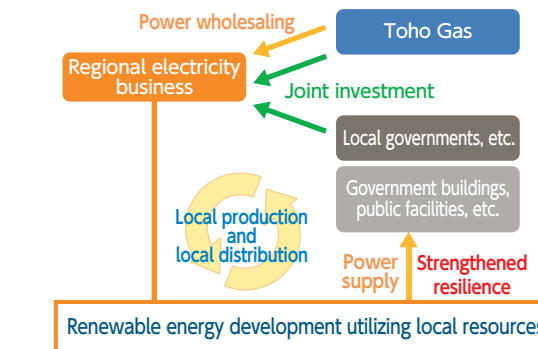 Power wholesaling
Toho Gas
Regional electricity
business
Joint investment
Local governments, etc.
Government buildings,
public facilities, etc.
Local production
and
local distribution
Power
supply
Strengthened
resilience
Renewable energy development utilizing local resources